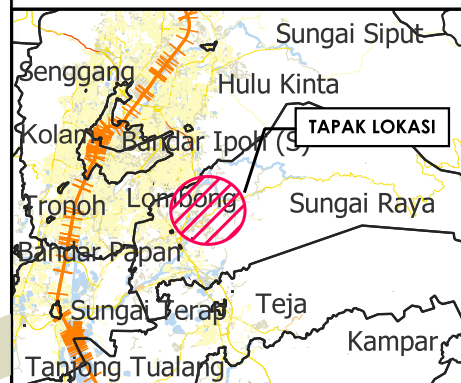 Sungai Siput
Senggang
Hulu Kinta
TAPAK LOKASI
Kolam
Bandar Ipoh (S)
Lombong
Tronoh
Sungai Raya
Bandar Papan
Sungai Terap
Teja
Kampar
Tanjong Tualang